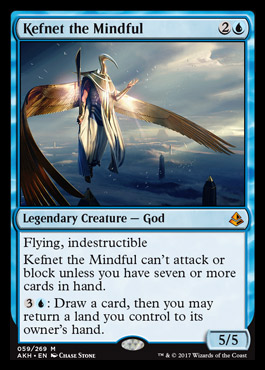 Kefnet the Mindful 2
Legendary Creature — God
Flying, indestructible
Kefnet the Mindful can't attack or
block unless you have seven or more
cards in hand.
3 : Draw a card, then you may
return a land you control to its
owner's hand.
5/5
059/269 M
AKH • EN CHASE STONE
™ & © 2017 Wizards of the Coast